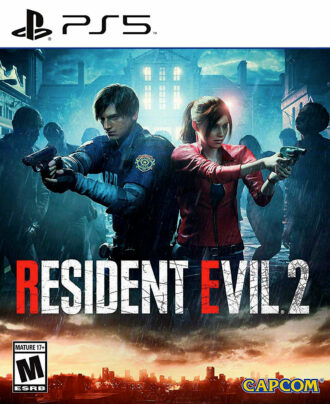 PS5
RESIDENT EVIL 2
MATURE 17+
M
ESRB
CAPCOM